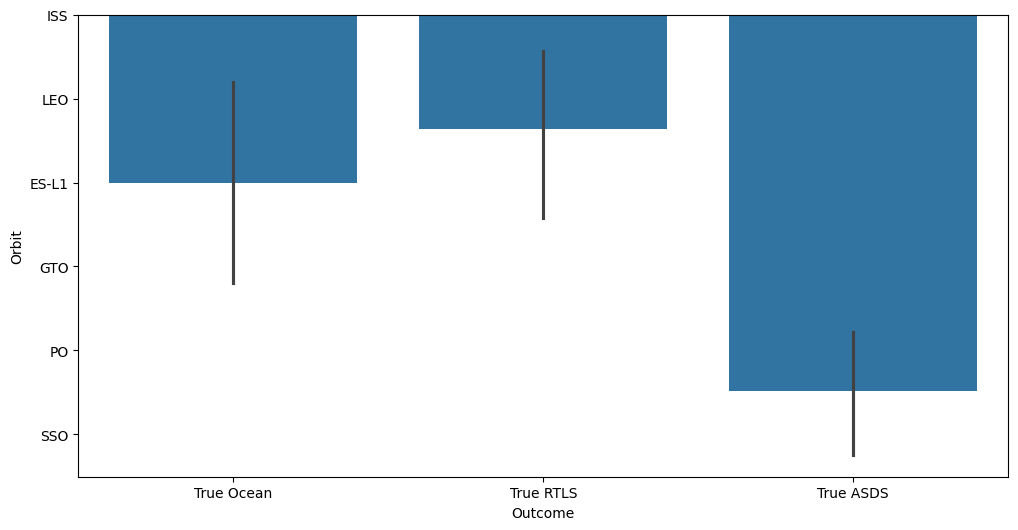 ISS
LEO
ES-L1
GTO
PO
SSO
Orbit
True Ocean
True RTLS
True ASDS
Outcome